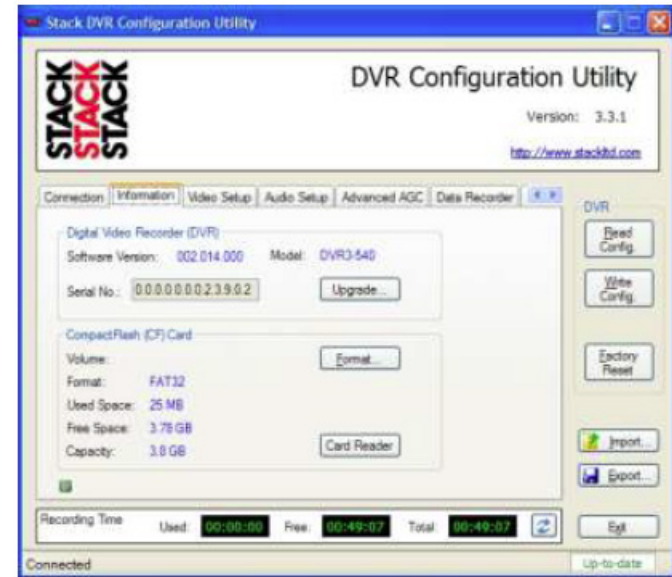 Stack DVR Configuration Utility
STACK
STACK
STACK
DVR Configuration Utility
Version: 3.3.1
http://www.stackltd.com
Connection Information Video Setup Audio Setup Advanced AGC Data Recorder
DVR
Read Config.
Write Config.
Factory Reset
Import...
Export...
Exit
Digital Video Recorder (DVR)
Software Version: 002.014.000 Model: DVR3-540
Serial No.: 0.0.0.0.0.0.0.2.3.9.0.2 Upgrade...
CompactFlash (CF) Card
Volume: Format...
Format: FAT32
Used Space: 25 MB
Free Space: 3.78 GB
Capacity: 3.8 GB Card Reader
Recording Time Used: 00:00:00 Free: 00:49:07 Total: 00:49:07
Connected Up-to-date